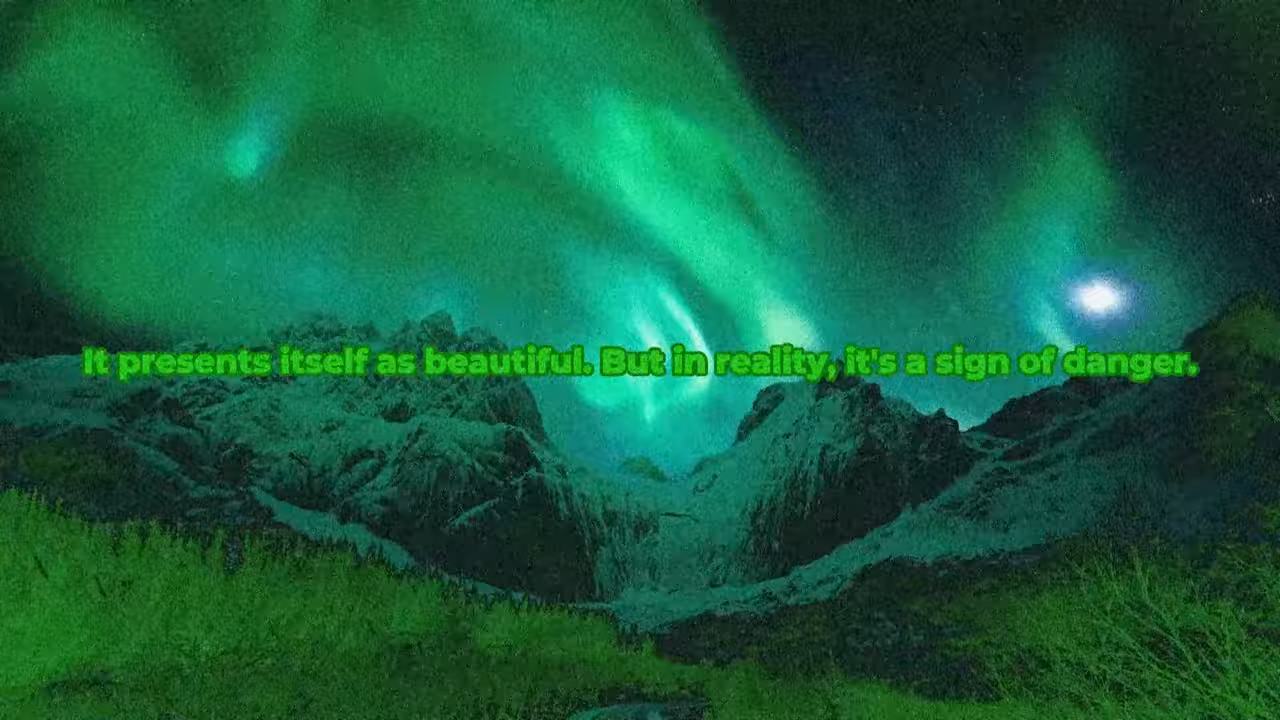 It presents itself as beautiful. But in reality, it's a sign of danger.